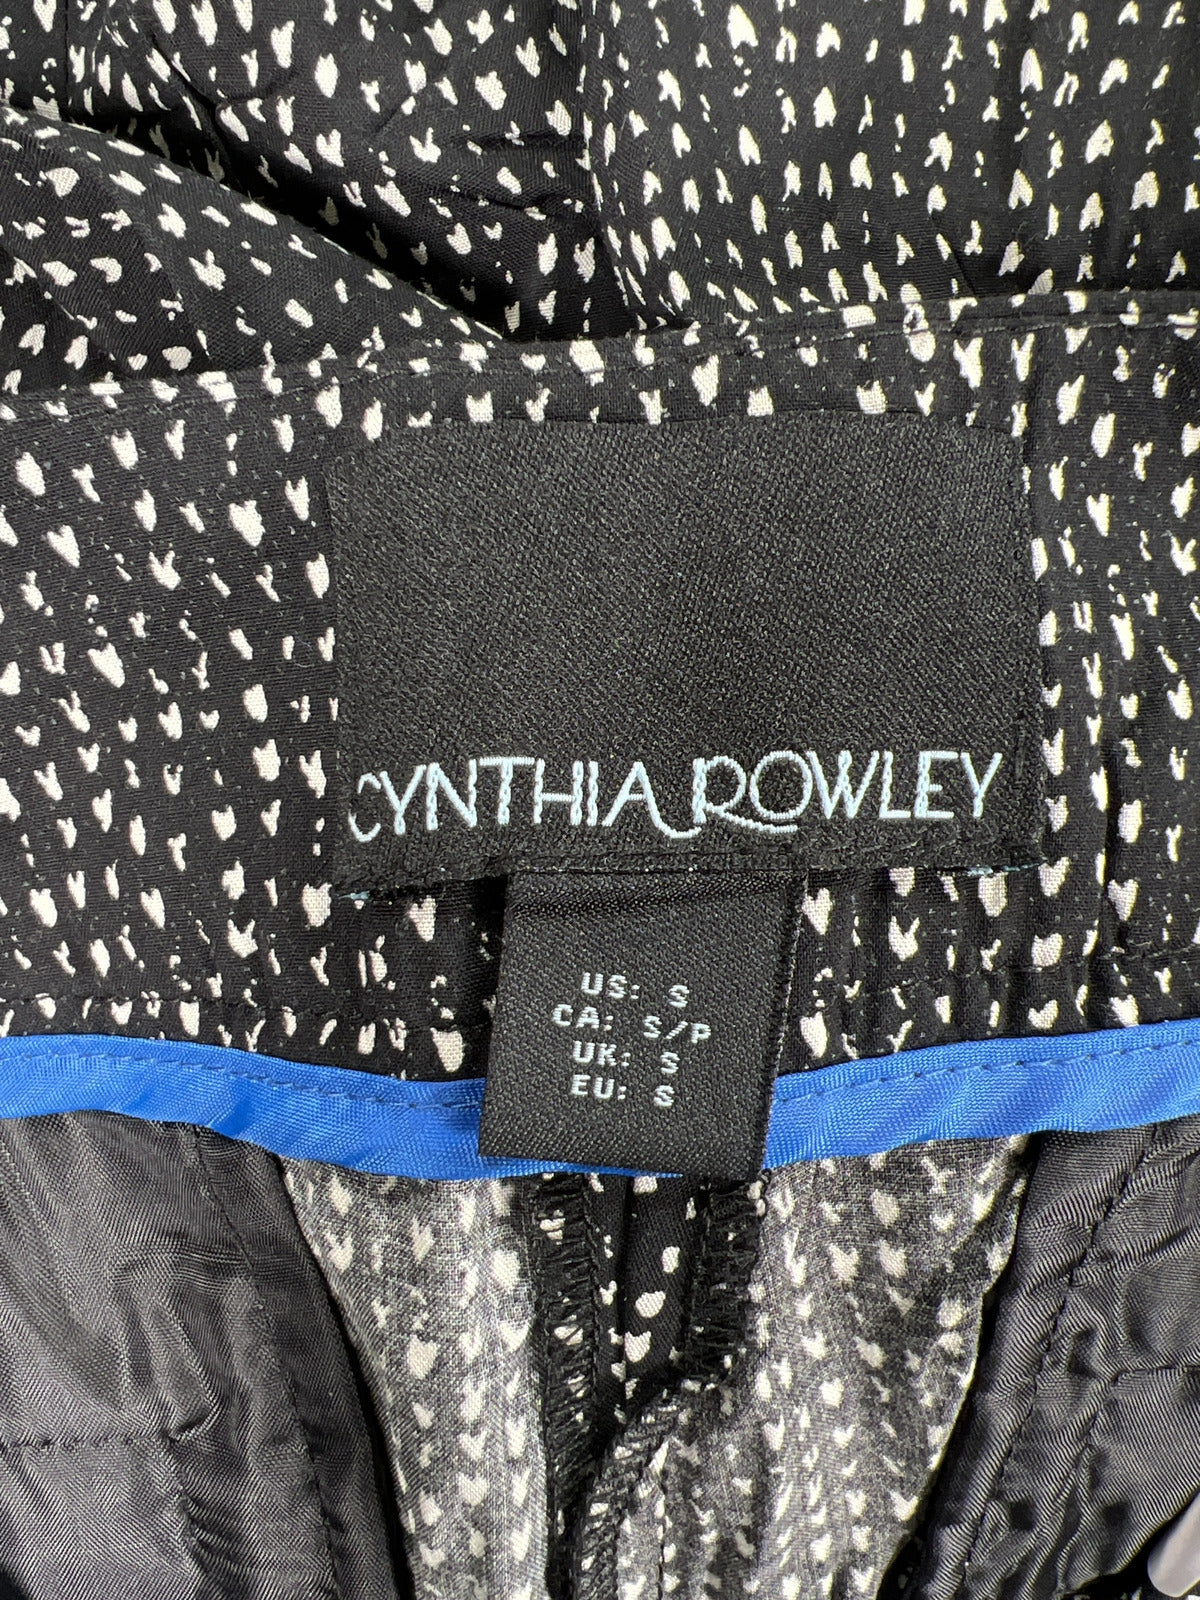 CYNTHIA ROWLEY
US: S
CA: S/P
UK: S
EU: S